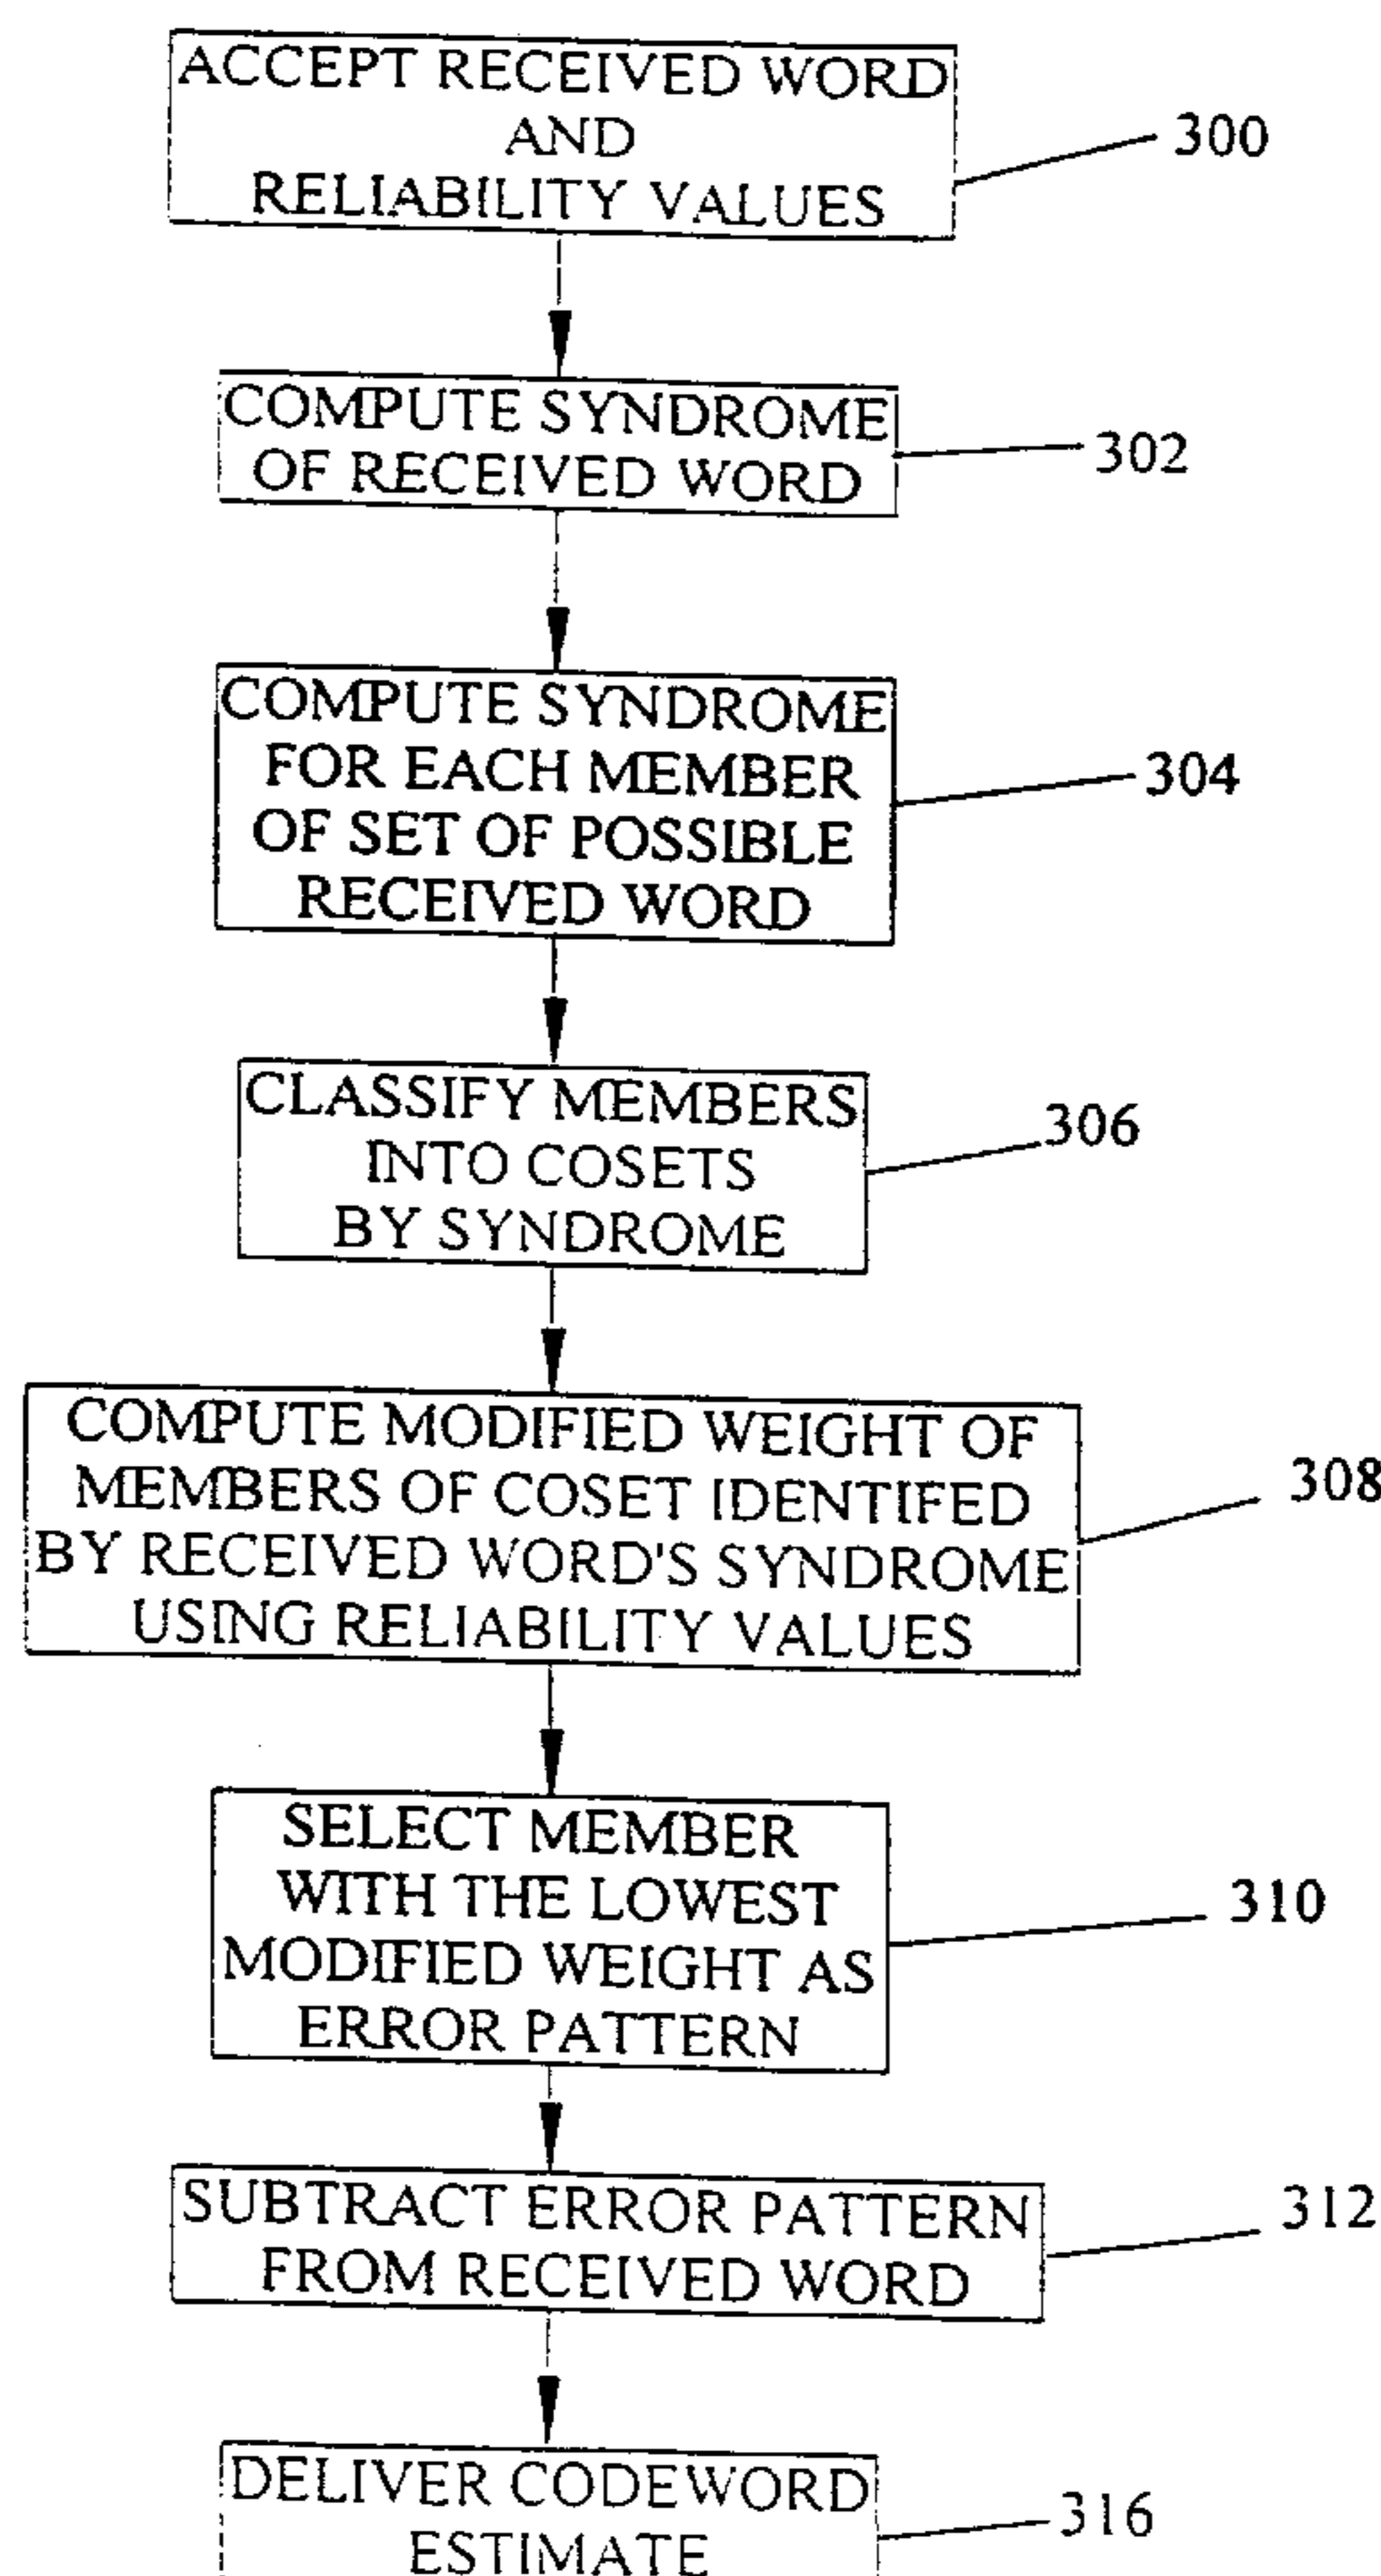 ACCEPT RECEIVED WORD
AND
RELIABILITY VALUES
300
COMPUTE SYNDROME
OF RECEIVED WORD
302
COMPUTE SYNDROME
FOR EACH MEMBER
OF SET OF POSSIBLE
RECEIVED WORD
304
CLASSIFY MEMBERS
INTO COSETS
BY SYNDROME
306
COMPUTE MODIFIED WEIGHT OF
MEMBERS OF COSET IDENTIFED
BY RECEIVED WORD'S SYNDROME
USING RELIABILITY VALUES
308
SELECT MEMBER
WITH THE LOWEST
MODIFIED WEIGHT AS
ERROR PATTERN
310
SUBTRACT ERROR PATTERN
FROM RECEIVED WORD
312
DELIVER CODEWORD
ESTIMATE
316